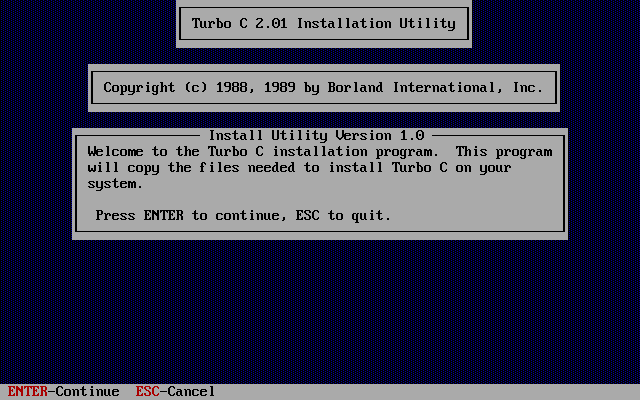 Turbo C 2.01 Installation Utility
Copyright (c) 1988, 1989 by Borland International, Inc.
Install Utility Version 1.0
Welcome to the Turbo C installation program.  This program
will copy the files needed to install Turbo C on your
system.
Press ENTER to continue, ESC to quit.
ENTER-Continue  ESC-Cancel